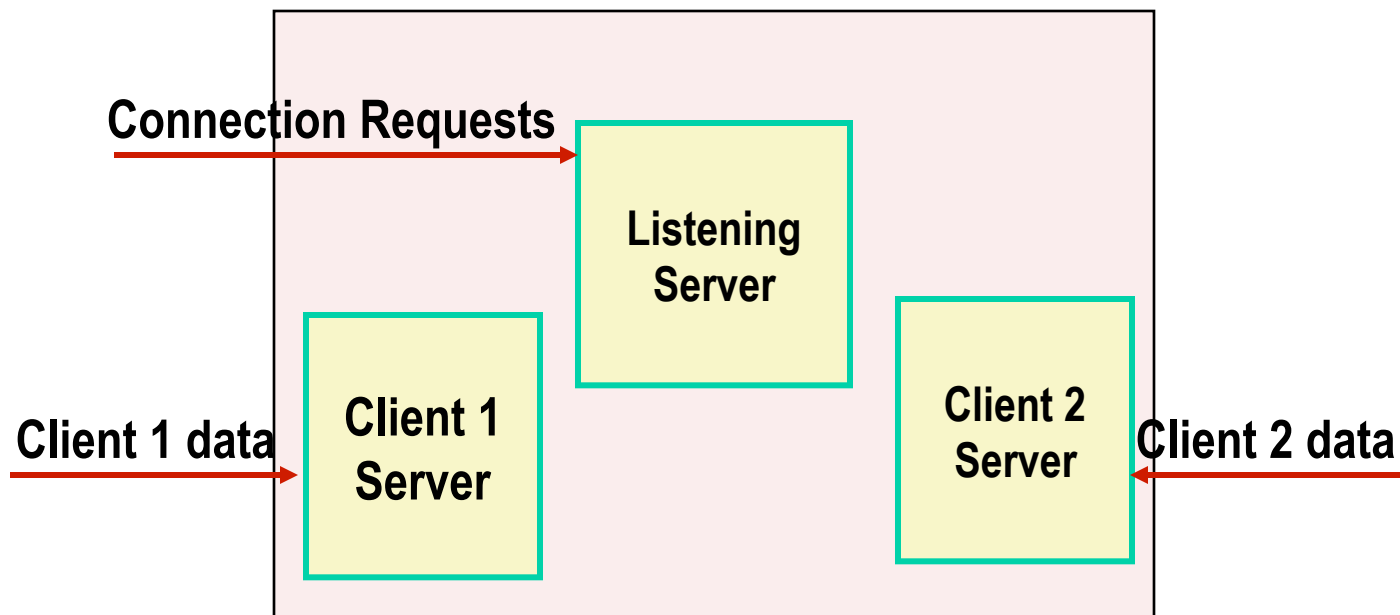 Connection Requests
Listening
Server
Client 1 data
Client 1
Server
Client 2
Server
Client 2 data